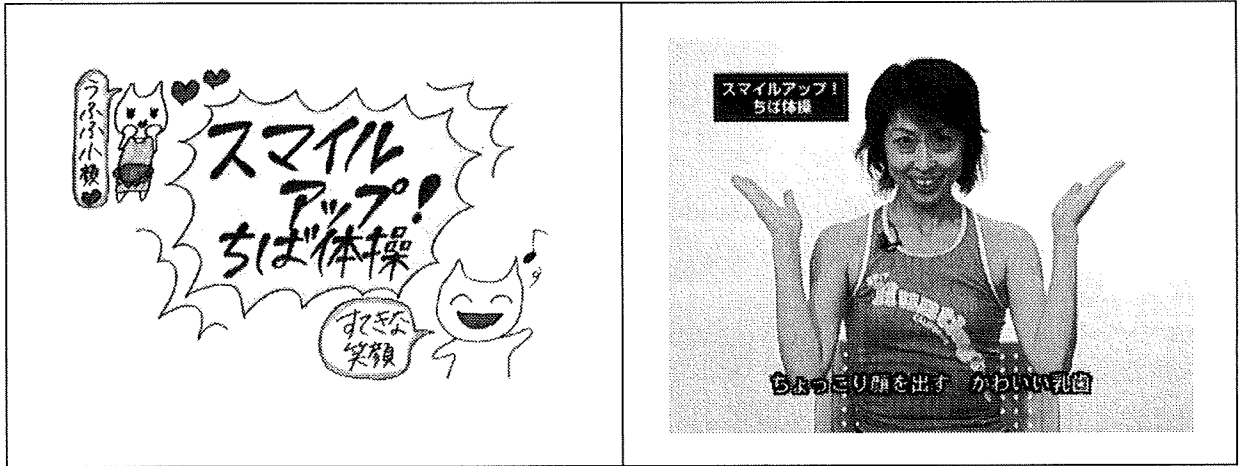 うふふ小顔
スマイル
アップ!
ちば体操
すてきな
笑顔
スマイルアップ!
ちば体操
ちょっこり顔を出す かわいい乳歯